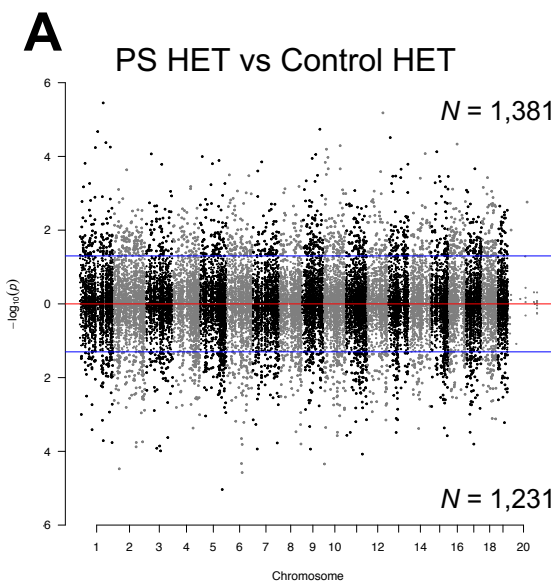 A
PS HET vs Control HET
N = 1,381
6
4
2
0
2
4
6
−log10(p)
N = 1,231
1 2 3 4 5 6 7 8 9 10 12 14 16 18 20
Chromosome